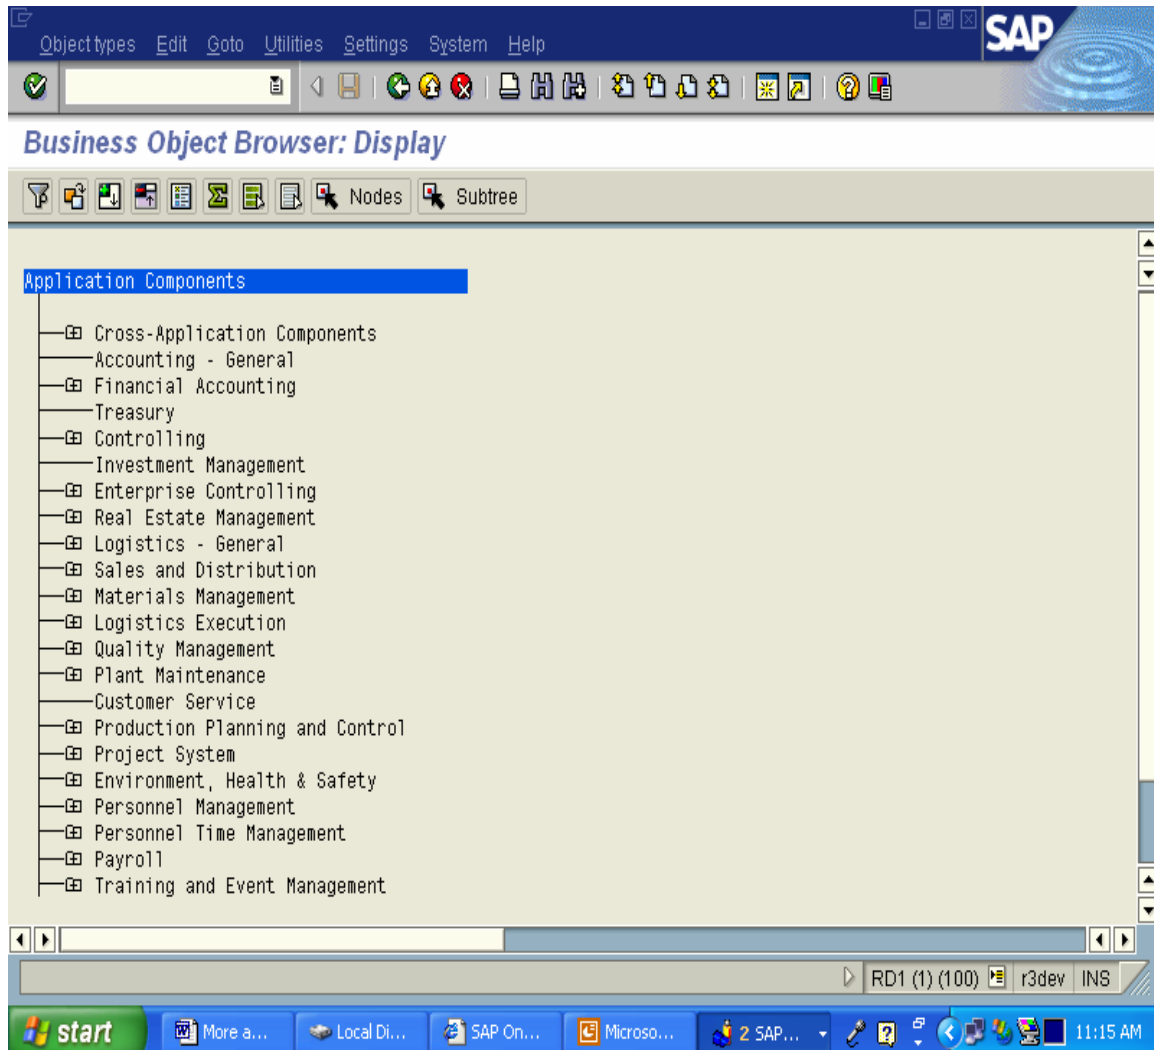 Object types Edit Goto Utilities Settings System Help
SAP
Business Object Browser: Display
Nodes Subtree
Application Components
Cross-Application Components
Accounting - General
Financial Accounting
Treasury
Controlling
Investment Management
Enterprise Controlling
Real Estate Management
Logistics - General
Sales and Distribution
Materials Management
Logistics Execution
Quality Management
Plant Maintenance
Customer Service
Production Planning and Control
Project System
Environment, Health & Safety
Personnel Management
Personnel Time Management
Payroll
Training and Event Management
RD1 (1) (100) r3dev INS
start More a... Local Di... SAP On... Microso... 2 SAP... 11:15 AM